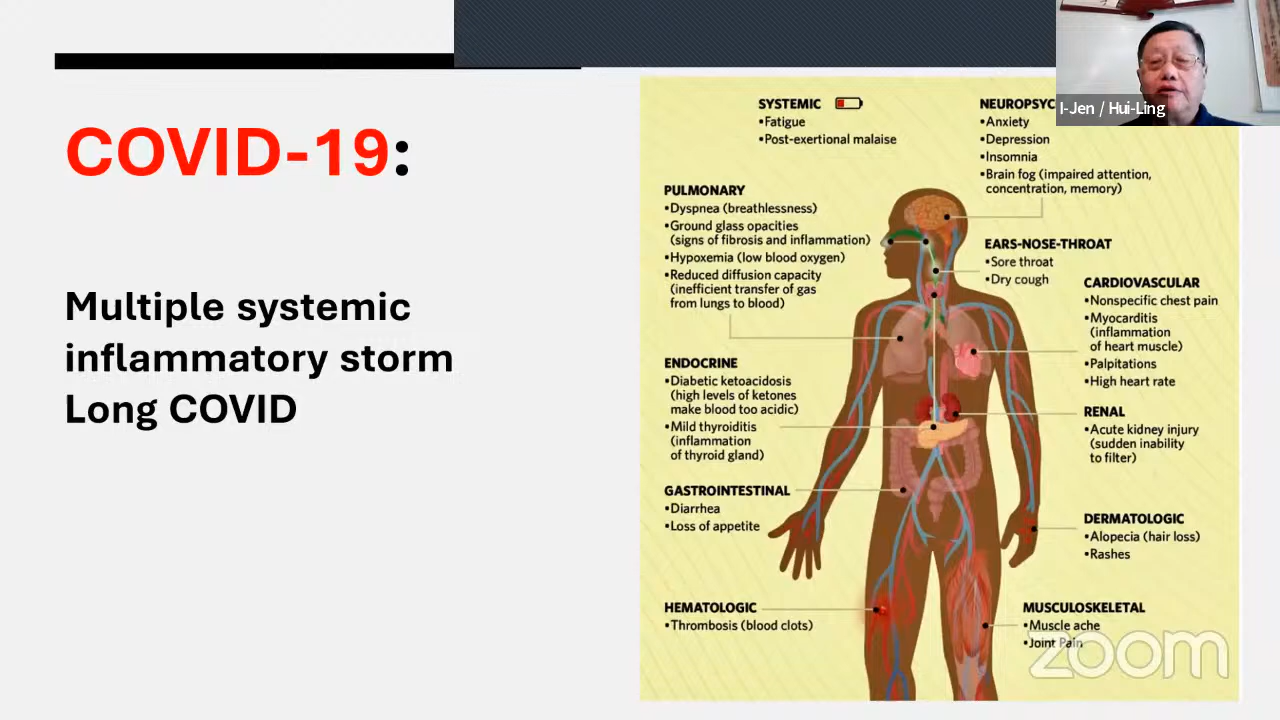 COVID-19:
Multiple systemic
inflammatory storm
Long COVID
SYSTEMIC
•Fatigue
•Post-exertional malaise
NEUROPSYC
•Anxiety
•Depression
•Insomnia
•Brain fog (impaired attention,
concentration, memory)
PULMONARY
•Dyspnea (breathlessness)
•Ground glass opacities
(signs of fibrosis and inflammation)
•Hypoxemia (low blood oxygen)
•Reduced diffusion capacity
(inefficient transfer of gas
from lungs to blood)
EARS-NOSE-THROAT
•Sore throat
•Dry cough
CARDIOVASCULAR
•Nonspecific chest pain
•Myocarditis
(inflammation
of heart muscle)
•Palpitations
•High heart rate
ENDOCRINE
•Diabetic ketoacidosis
(high levels of ketones
make blood too acidic)
•Mild thyroiditis
(inflammation
of thyroid gland)
RENAL
•Acute kidney injury
(sudden inability
to filter)
GASTROINTESTINAL
•Diarrhea
•Loss of appetite
DERMATOLOGIC
•Alopecia (hair loss)
•Rashes
HEMATOLOGIC
•Thrombosis (blood clots)
MUSCULOSKELETAL
•Muscle ache
•Joint Pain
I-Jen / Hui-Ling
zoom